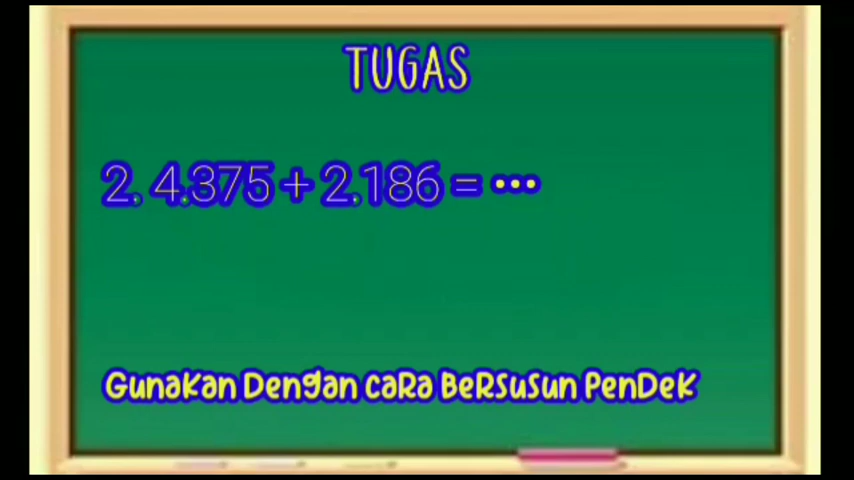 TUGAS
2. 4.375 + 2.186 = ...
Gunakan Dengan cara Bersusun Pendek